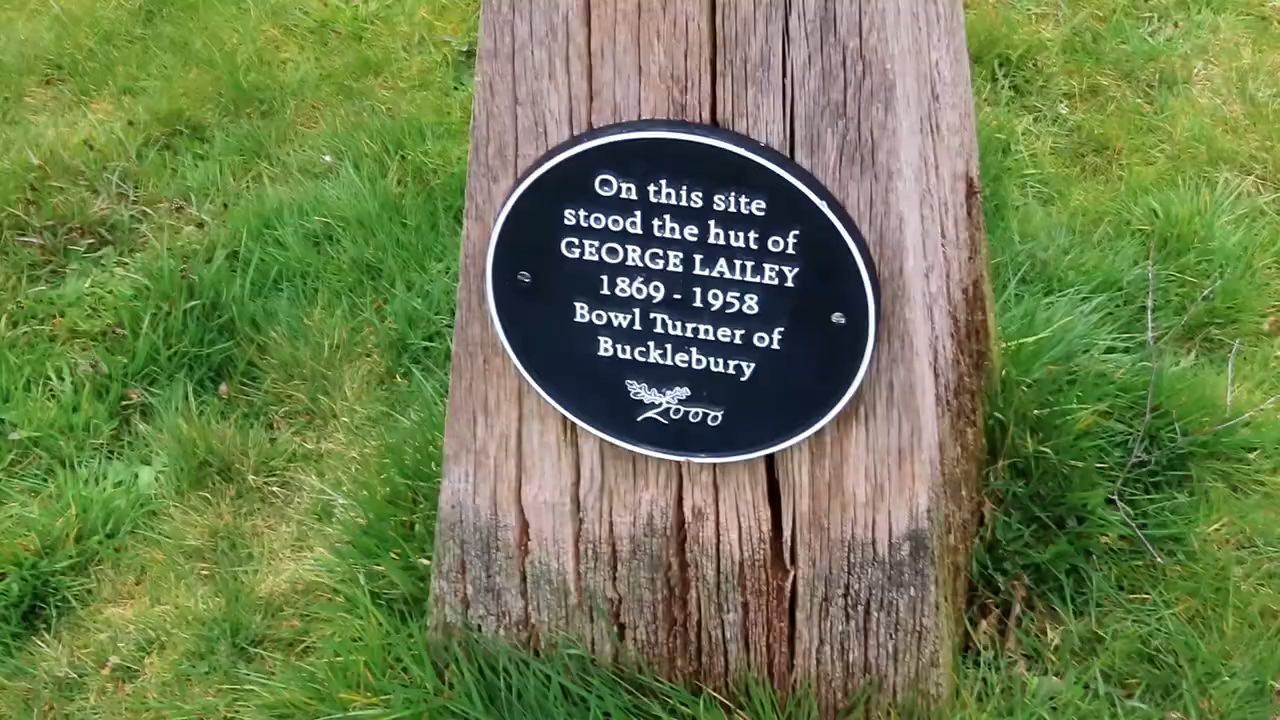 On this site
stood the hut of
GEORGE LAILEY
1869 - 1958
Bowl Turner of
Bucklebury
2000